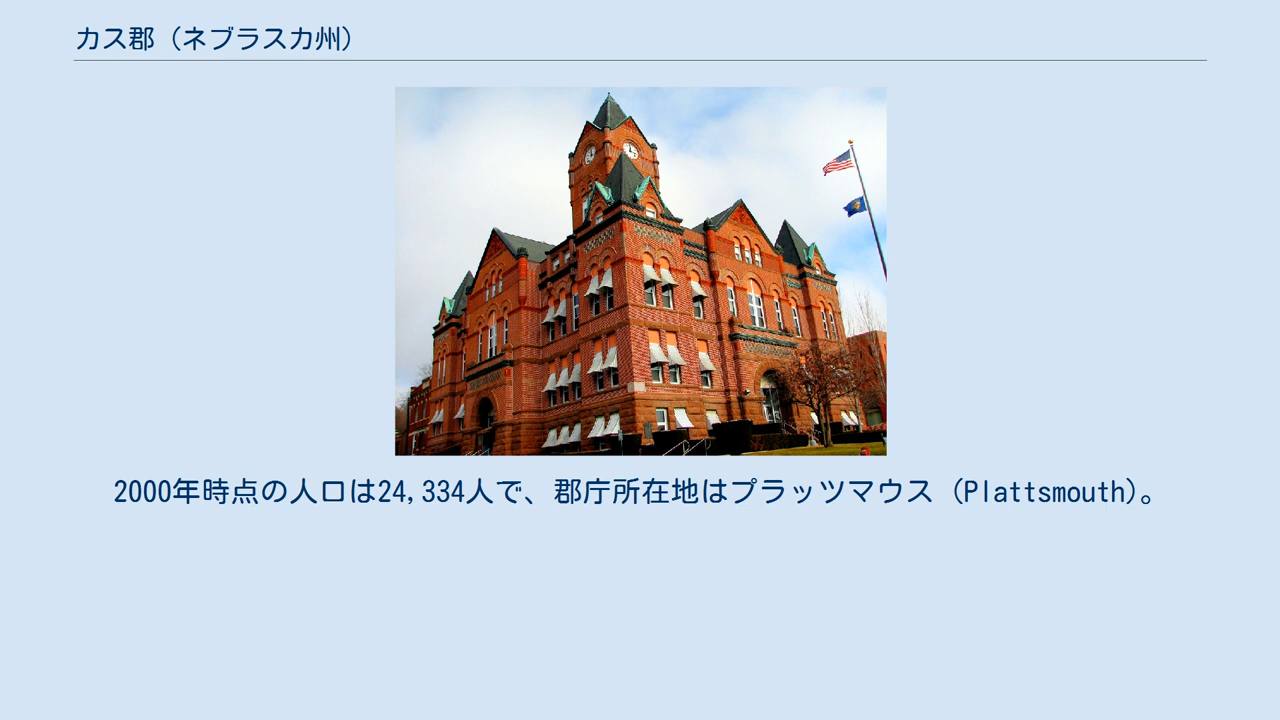 カス郡（ネブラスカ州）
2000年時点の人口は24,334人で、郡庁所在地はプラッツマウス（Plattsmouth）。